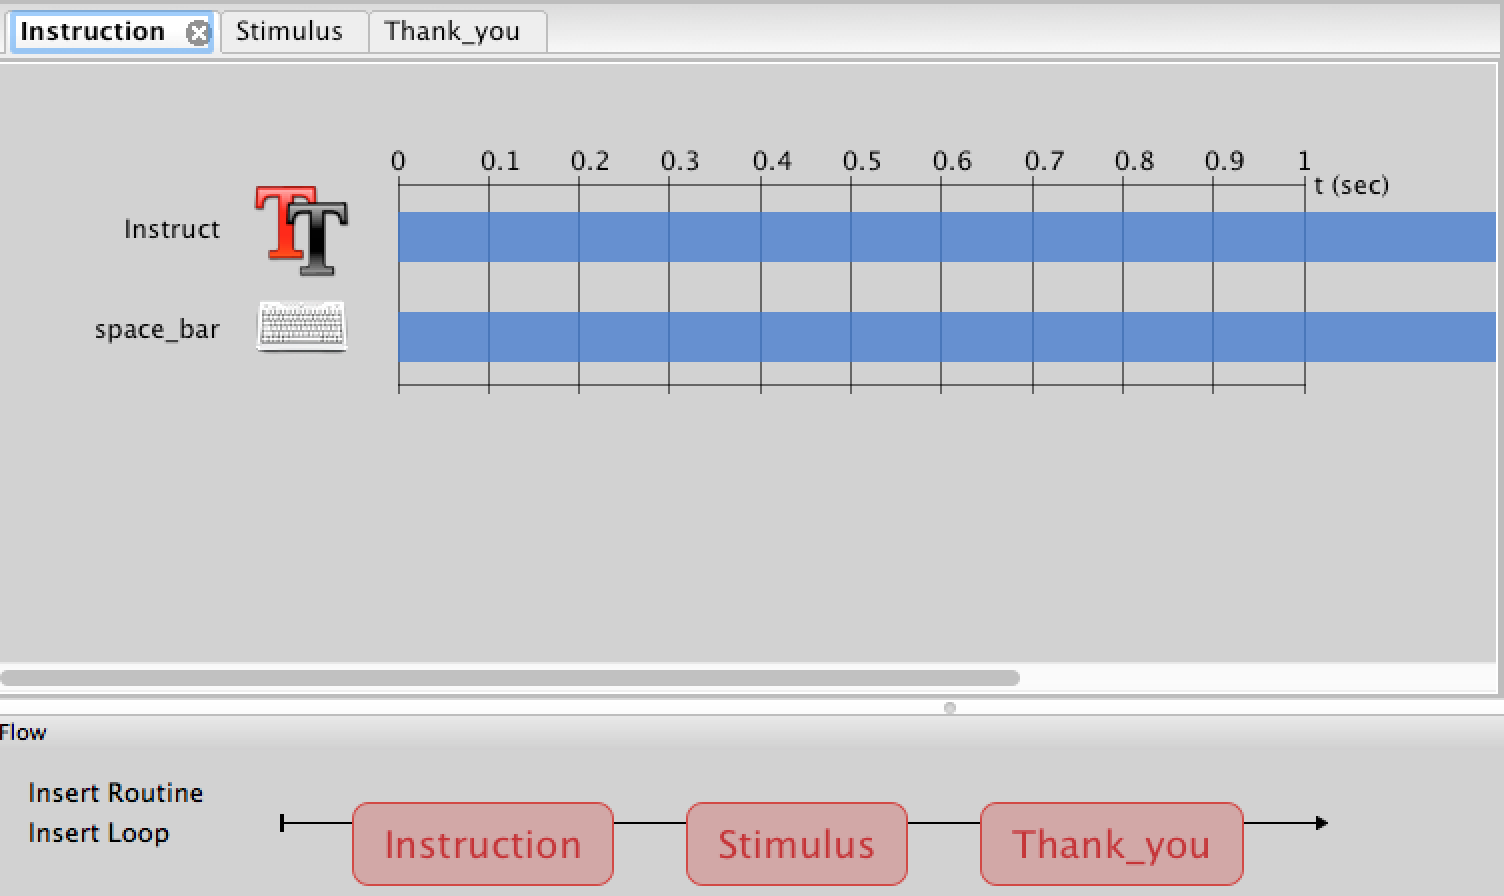 Instruction Stimulus Thank_you
0 0.1 0.2 0.3 0.4 0.5 0.6 0.7 0.8 0.9 1
t (sec)
Instruct
space_bar
Flow
Insert Routine
Insert Loop
Instruction Stimulus Thank_you